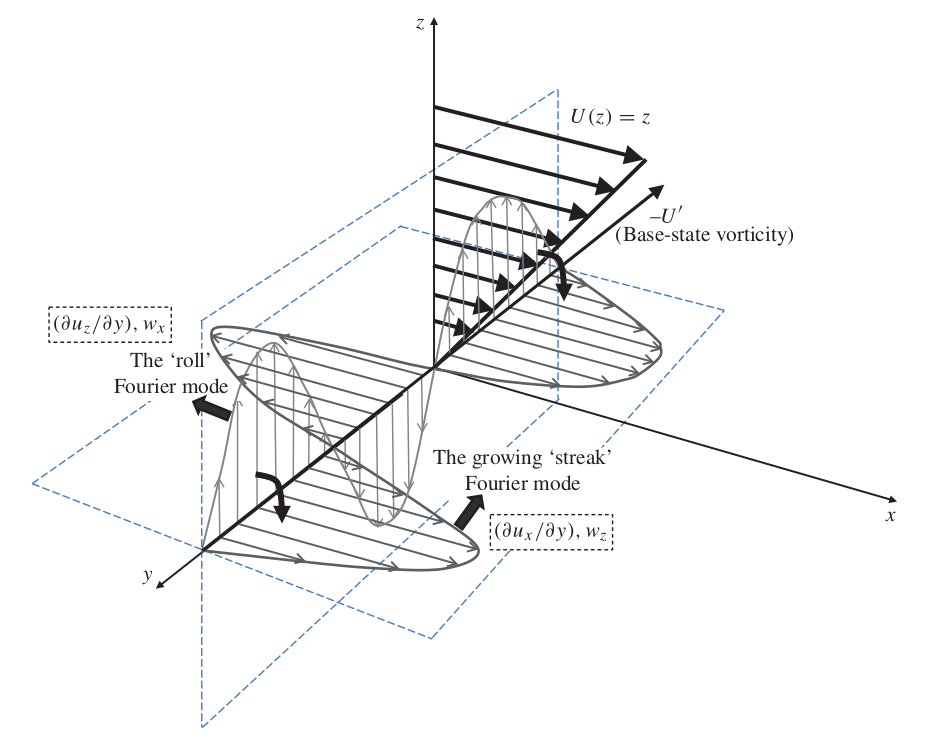 z
U(z) = z
–U′
(Base-state vorticity)
(∂u_z/∂y), w_x
The ‘roll’
Fourier mode
The growing ‘streak’
Fourier mode
(∂u_x/∂y), w_z
x
y